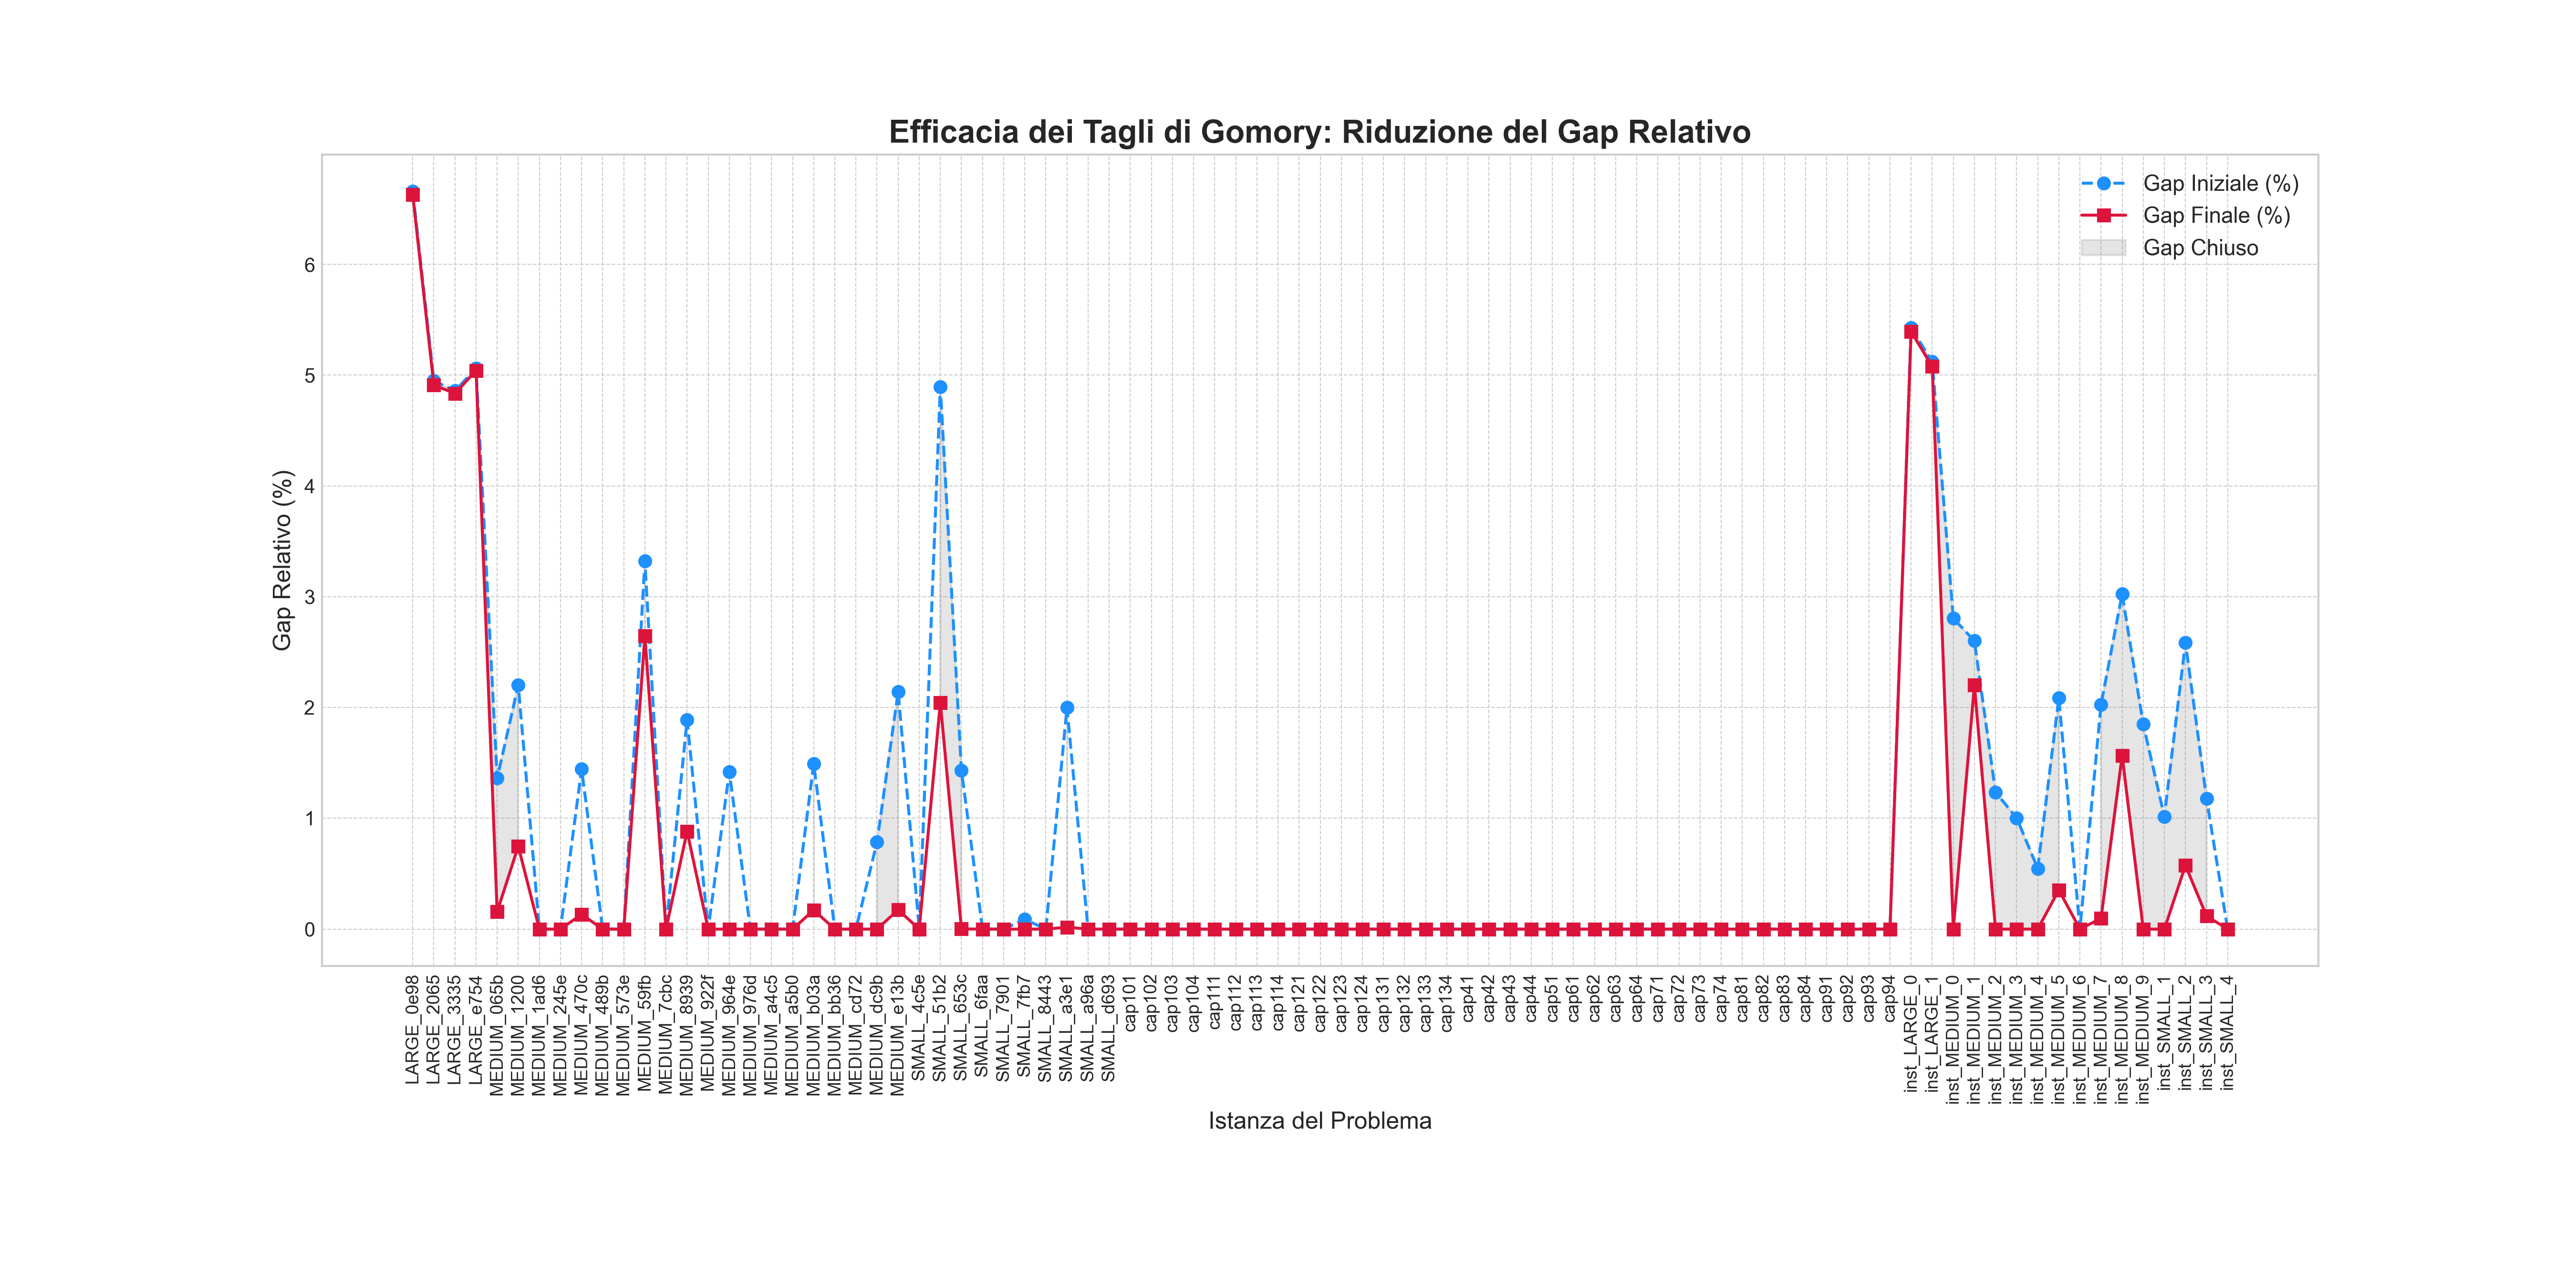 Efficacia dei Tagli di Gomory: Riduzione del Gap Relativo
Gap Iniziale (%)
Gap Finale (%)
Gap Chiuso
Gap Relativo (%)
6
5
4
3
2
1
0
LARGE_0e98
LARGE_2065
LARGE_3335
LARGE_e754
MEDIUM_065b
MEDIUM_1200
MEDIUM_1ad6
MEDIUM_245e
MEDIUM_470c
MEDIUM_489b
MEDIUM_573e
MEDIUM_59fb
MEDIUM_7cbc
MEDIUM_8939
MEDIUM_922f
MEDIUM_964e
MEDIUM_976d
MEDIUM_a4c5
MEDIUM_a5b0
MEDIUM_b03a
MEDIUM_bb36
MEDIUM_cd72
MEDIUM_dc9b
MEDIUM_e13b
SMALL_4c5e
SMALL_51b2
SMALL_653c
SMALL_6faa
SMALL_7901
SMALL_7fb7
SMALL_8443
SMALL_a3e1
SMALL_a96a
SMALL_d693
cap101
cap102
cap103
cap104
cap111
cap112
cap113
cap114
cap121
cap122
cap123
cap124
cap131
cap132
cap133
cap134
cap41
cap42
cap43
cap44
cap51
cap61
cap62
cap63
cap64
cap71
cap72
cap73
cap74
cap81
cap82
cap83
cap84
cap91
cap92
cap93
cap94
inst_LARGE_0
inst_LARGE_1
inst_MEDIUM_0
inst_MEDIUM_1
inst_MEDIUM_2
inst_MEDIUM_3
inst_MEDIUM_4
inst_MEDIUM_5
inst_MEDIUM_6
inst_MEDIUM_7
inst_MEDIUM_8
inst_MEDIUM_9
inst_SMALL_1
inst_SMALL_2
inst_SMALL_3
inst_SMALL_4
Istanza del Problema